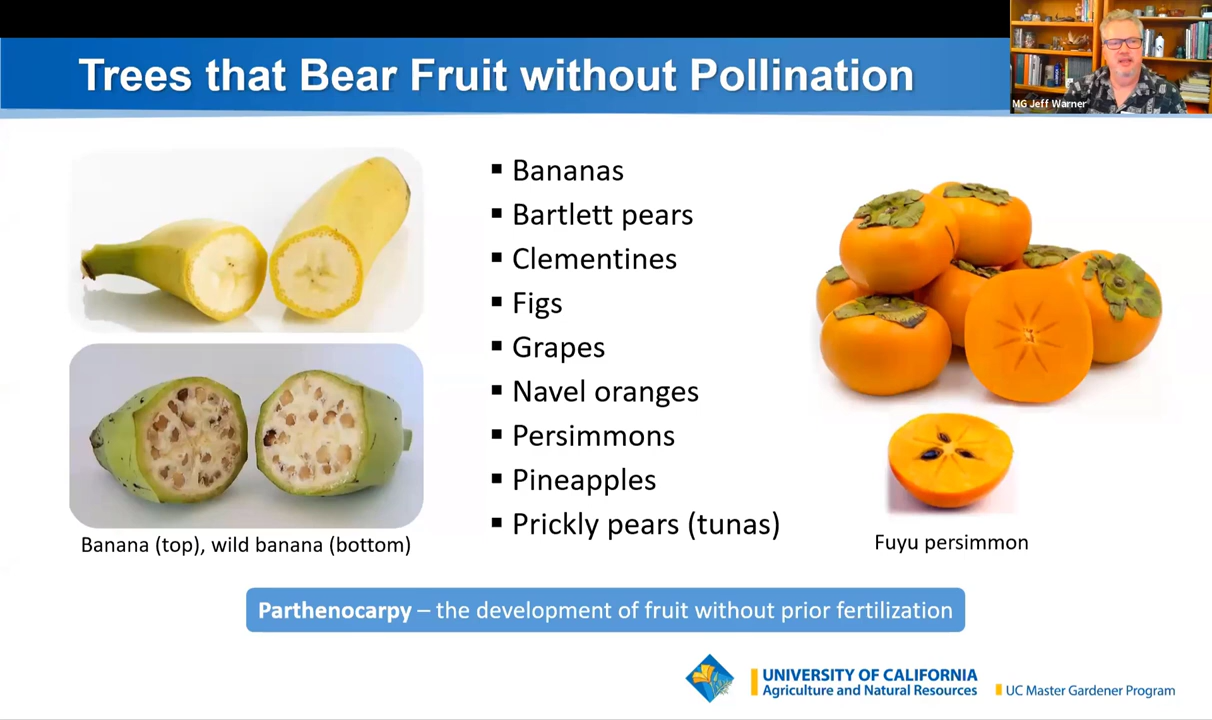 Trees that Bear Fruit without Pollination
MG Jeff Warner
▪ Bananas
▪ Bartlett pears
▪ Clementines
▪ Figs
▪ Grapes
▪ Navel oranges
▪ Persimmons
▪ Pineapples
▪ Prickly pears (tunas)
Banana (top), wild banana (bottom)
Fuyu persimmon
Parthenocarpy – the development of fruit without prior fertilization
UNIVERSITY OF CALIFORNIA
Agriculture and Natural Resources
UC Master Gardener Program